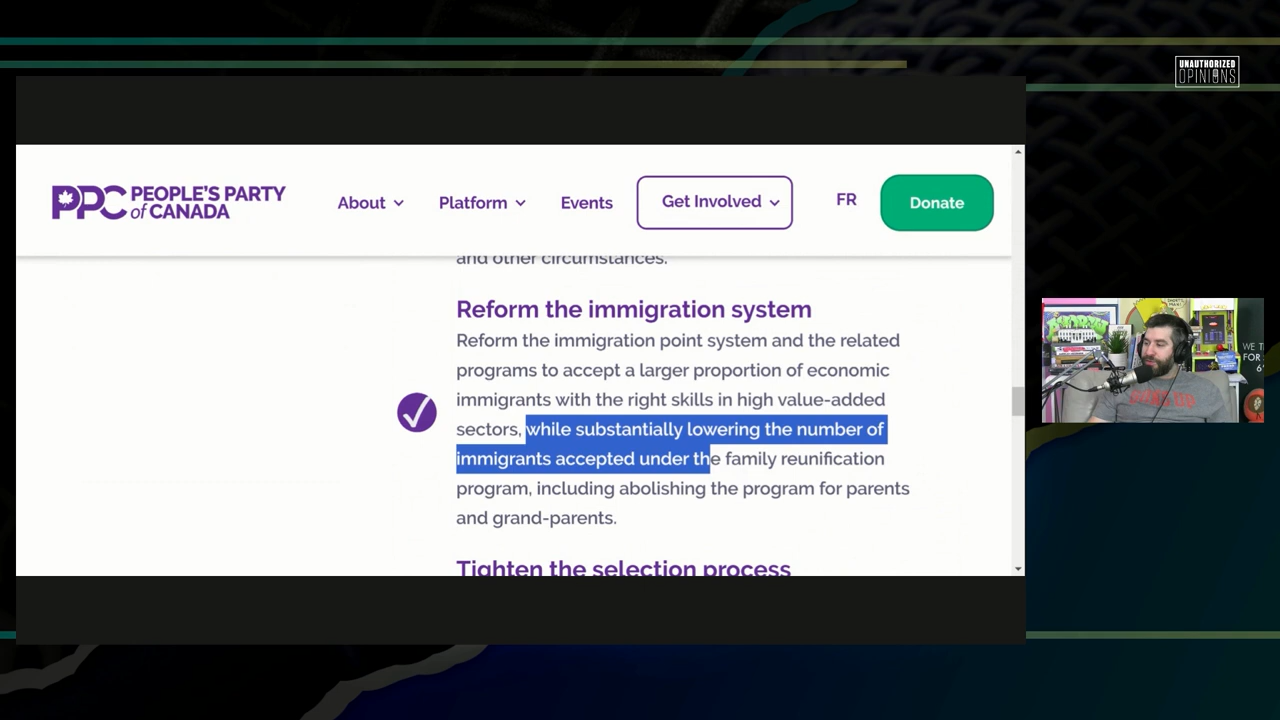 UNAUTHORIZED
OPINIONS
PPC PEOPLE'S PARTY
of CANADA
About
Platform
Events
Get Involved
FR
Donate
and other circumstances.
Reform the immigration system
Reform the immigration point system and the related
programs to accept a larger proportion of economic
immigrants with the right skills in high value-added
sectors, while substantially lowering the number of
immigrants accepted under the family reunification
program, including abolishing the program for parents
and grand-parents.
Tighten the selection process
WE T
FOR